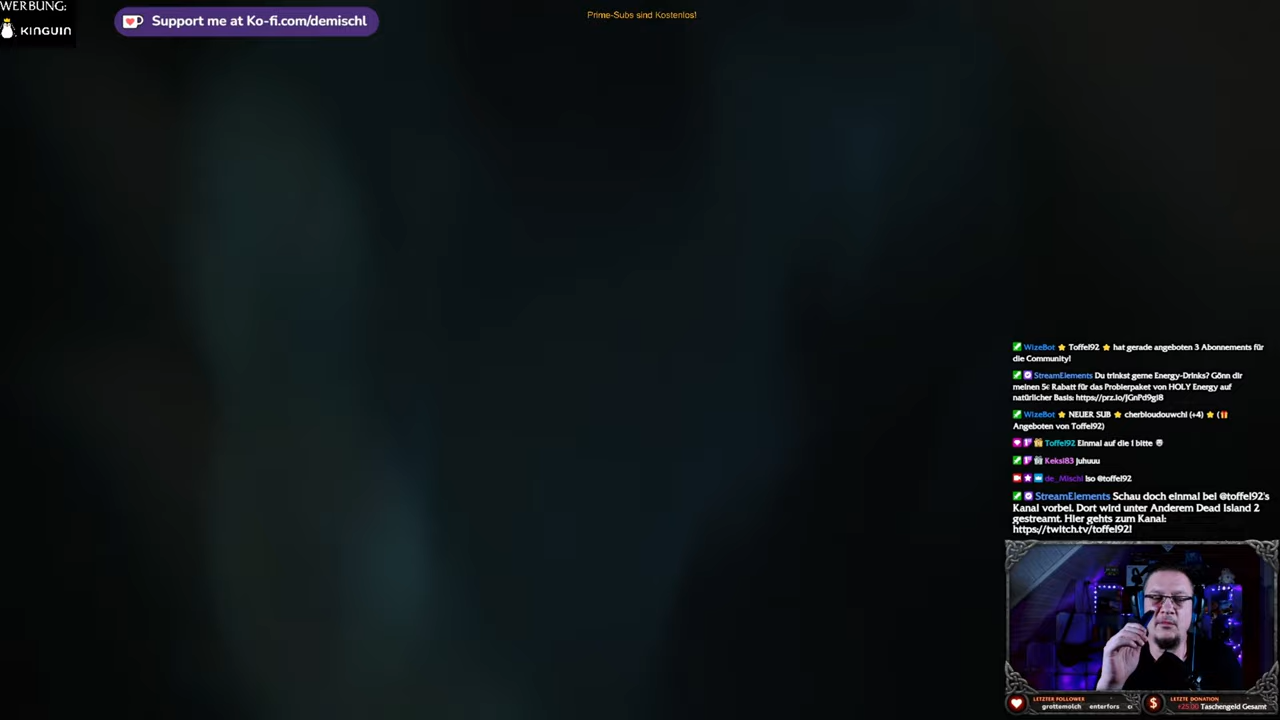 WERBUNG:
KINGUIN
Support me at Ko-fi.com/demischl
Prime-Subs sind Kostenlos!
WizeBot ⭐ Toffel92 ⭐ hat gerade angeboten 3 Abonnements für
die Community!
StreamElements Du trinkst gerne Energy-Drinks? Gönn dir
meinen 5€ Rabatt für das Probierpaket von HOLY Energy auf
natürlicher Basis: https://prz.io/JGnPd9gI8
WizeBot ⭐ NEUER SUB ⭐ cherbloudouwchi (+4) ⭐ (🎁
Angeboten von Toffel92)
Toffel92 Einmal auf die 1 bitte
Keksi83 Juhuuu
de_Mischl !so @toffel92
StreamElements Schau doch einmal bei @toffel92's
Kanal vorbei. Dort wird unter Anderem Dead Island 2
gestreamt. Hier gehts zum Kanal:
https://twitch.tv/toffel92!
LETZTER FOLLOWER
grottemolch enterfors
LETZTE DONATION
+25.00 Taschengeld Gesamt